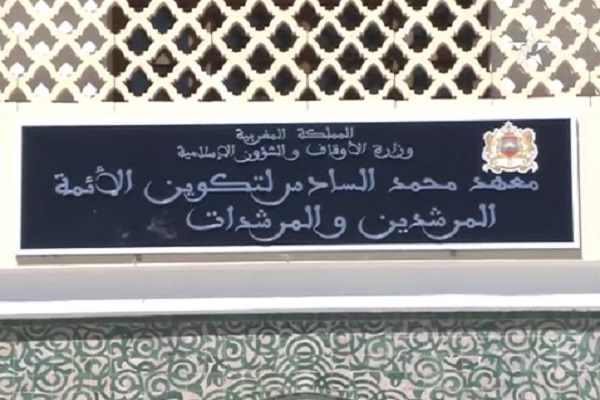 المملكة المغربية
وزارة الأوقاف والشؤون الإسلامية
معهد محمد السادس لتكوين الأئمة
المرشدين والمرشدات